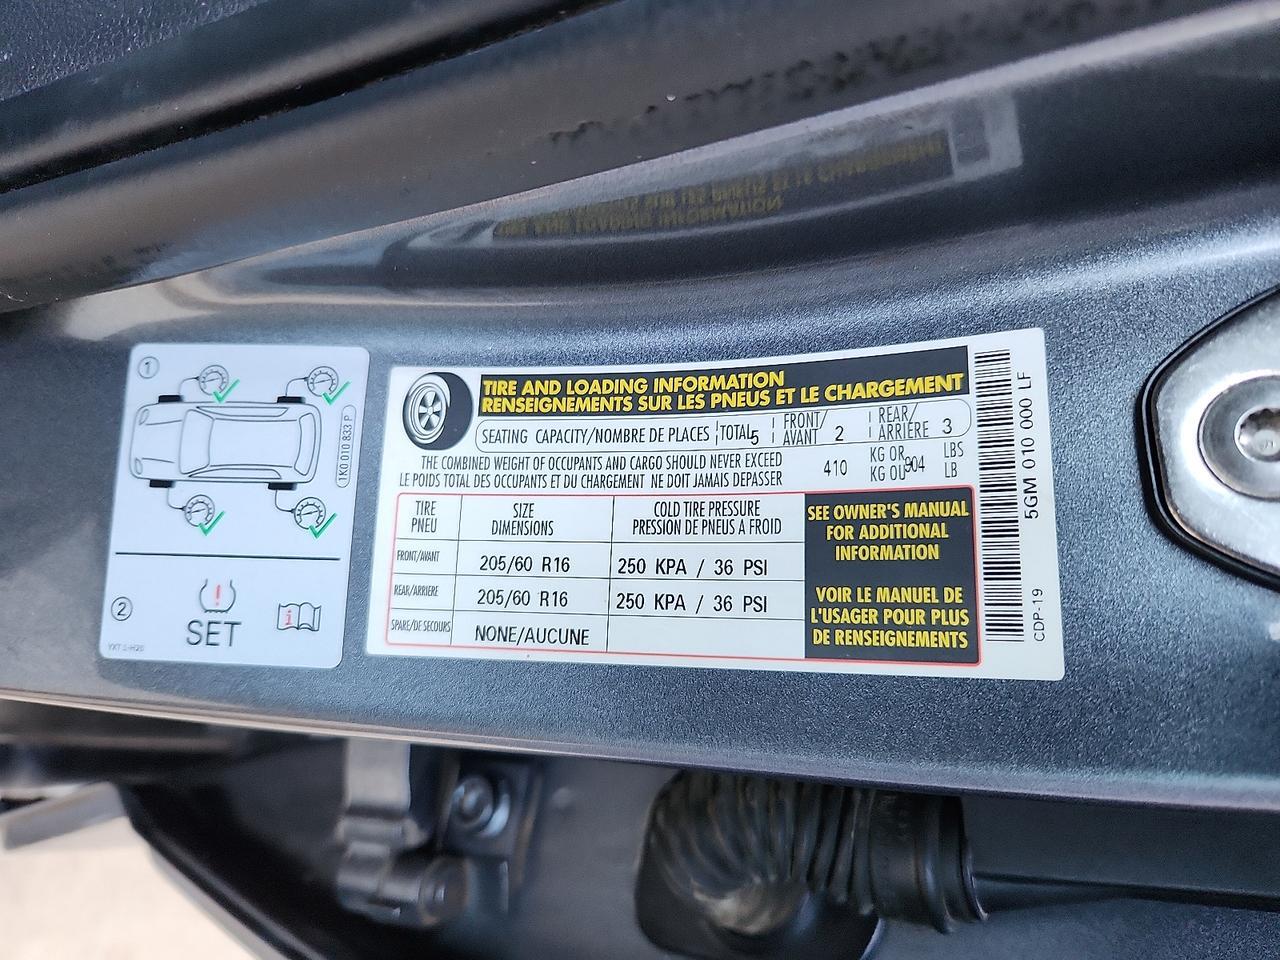 1
1K0 010 833 P
2
SET
TIRE AND LOADING INFORMATION
RENSEIGNEMENTS SUR LES PNEUS ET LE CHARGEMENT
SEATING CAPACITY/NOMBRE DE PLACES TOTAL 5 FRONT/AVANT 2 REAR/ARRIÈRE 3
THE COMBINED WEIGHT OF OCCUPANTS AND CARGO SHOULD NEVER EXCEED 410 KG OR 904 LBS
LE POIDS TOTAL DES OCCUPANTS ET DU CHARGEMENT NE DOIT JAMAIS DEPASSER KG OU LB
TIRE SIZE COLD TIRE PRESSURE
PNEU DIMENSIONS PRESSION DE PNEUS A FROID
FRONT/AVANT 205/60 R16 250 KPA / 36 PSI
REAR/ARRIERE 205/60 R16 250 KPA / 36 PSI
SPARE/DE SECOURS NONE/AUCUNE
SEE OWNER'S MANUAL
FOR ADDITIONAL
INFORMATION
VOIR LE MANUEL DE
L'USAGER POUR PLUS
DE RENSEIGNEMENTS
5GM 010 000 LF
CDP-19